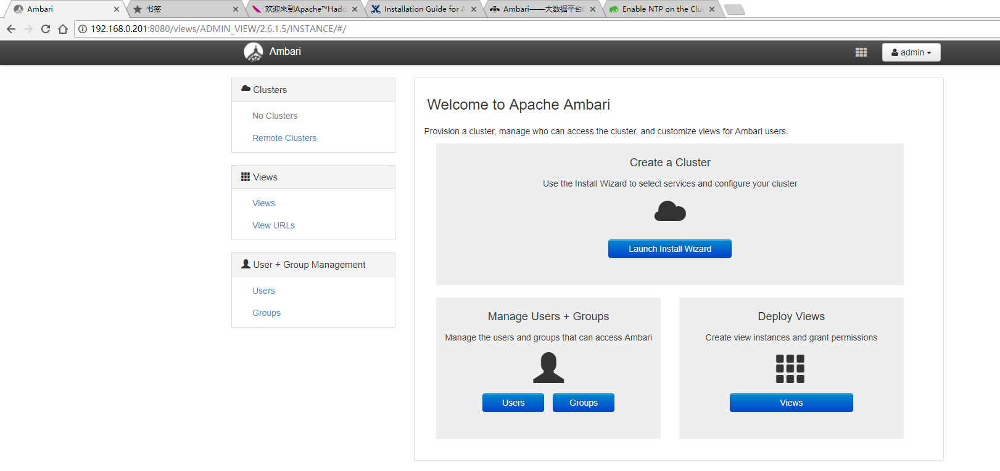 Ambari
书签
欢迎来到Apache™Hado
Installation Guide for A
Ambari——大数据平台
Enable NTP on the Clu
192.168.0.201:8080/views/ADMIN_VIEW/2.6.1.5/INSTANCE/#/
Ambari
admin
Clusters
No Clusters
Remote Clusters
Views
Views
View URLs
User + Group Management
Users
Groups
Welcome to Apache Ambari
Provision a cluster, manage who can access the cluster, and customize views for Ambari users.
Create a Cluster
Use the Install Wizard to select services and configure your cluster
Launch Install Wizard
Manage Users + Groups
Manage the users and groups that can access Ambari
Users
Groups
Deploy Views
Create view instances and grant permissions
Views